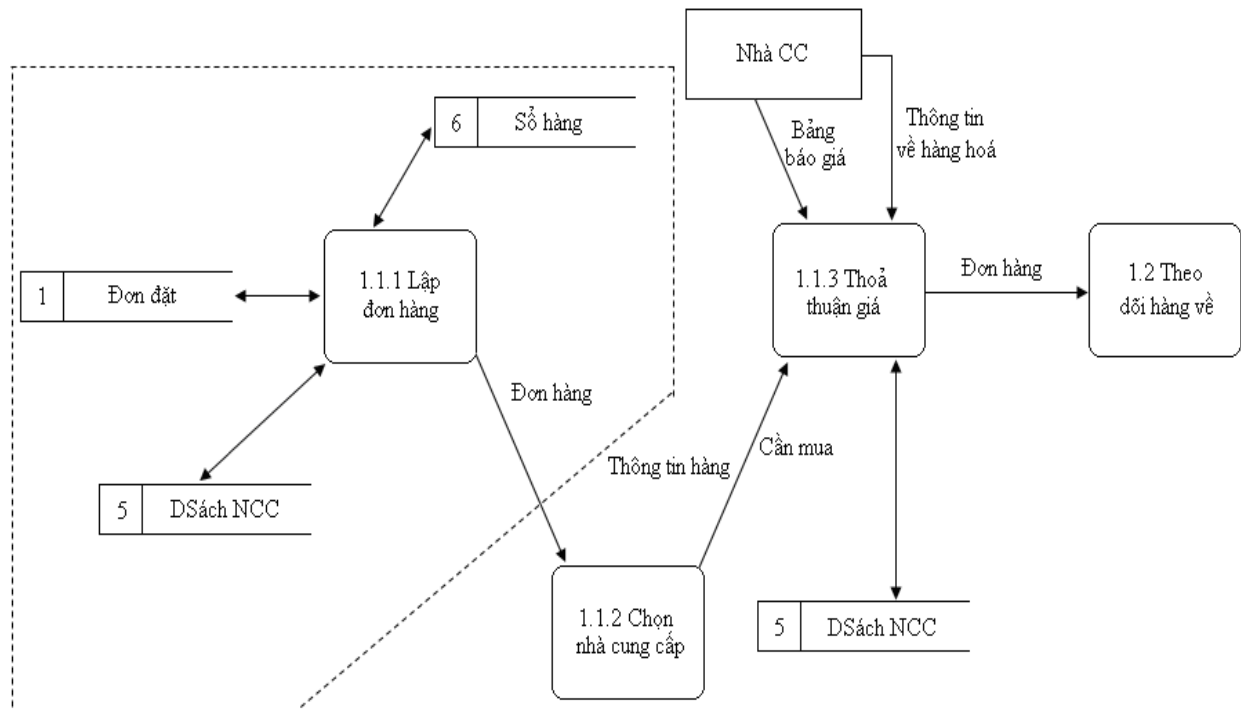 Nhà CC
6 Sổ hàng
Bảng
báo giá
Thông tin
về hàng hoá
1 Đơn đặt
1.1.1 Lập
đơn hàng
1.1.3 Thoả
thuận giá
Đơn hàng
1.2 Theo
dõi hàng về
Đơn hàng
Thông tin hàng
Cần mua
5 DSách NCC
1.1.2 Chọn
nhà cung cấp
5 DSách NCC